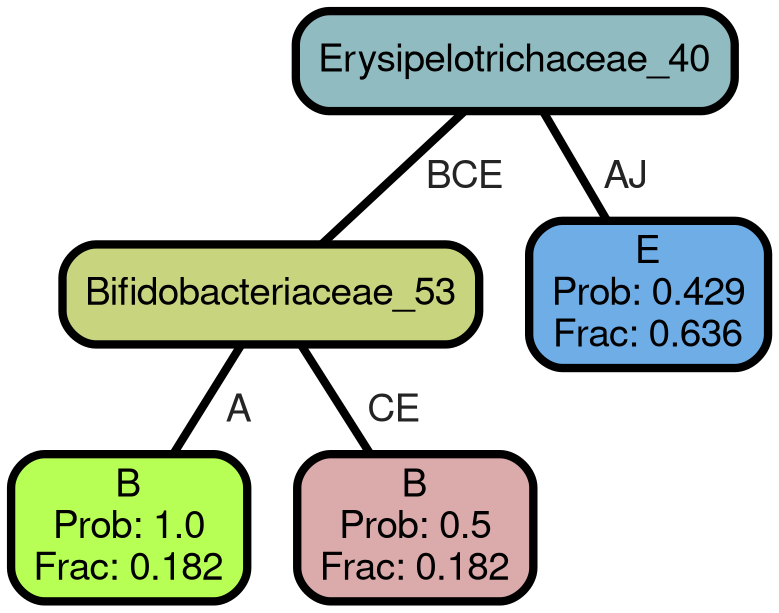 Erysipelotrichaceae_40
BCE
AJ
E
Prob: 0.429
Frac: 0.636
Bifidobacteriaceae_53
A
CE
B
Prob: 1.0
Frac: 0.182
B
Prob: 0.5
Frac: 0.182